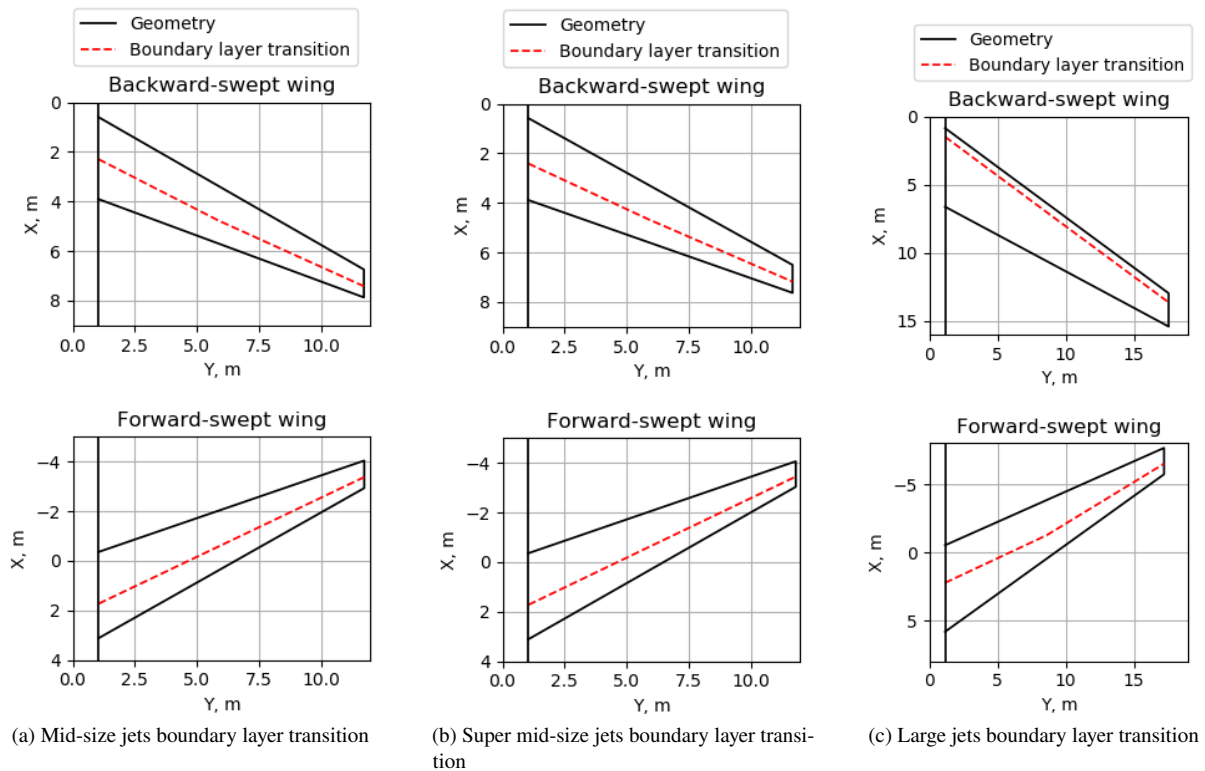 Geometry
Boundary layer transition
Backward-swept wing
0
2
4
6
8
X, m
0.0 2.5 5.0 7.5 10.0
Y, m
Forward-swept wing
−4
−2
0
2
4
X, m
0.0 2.5 5.0 7.5 10.0
Y, m
(a) Mid-size jets boundary layer transition
Geometry
Boundary layer transition
Backward-swept wing
0
2
4
6
8
X, m
0.0 2.5 5.0 7.5 10.0
Y, m
Forward-swept wing
−4
−2
0
2
4
X, m
0.0 2.5 5.0 7.5 10.0
Y, m
(b) Super mid-size jets boundary layer transi-
tion
Geometry
Boundary layer transition
Backward-swept wing
0
5
10
15
X, m
0 5 10 15
Y, m
Forward-swept wing
−5
0
5
X, m
0 5 10 15
Y, m
(c) Large jets boundary layer transition